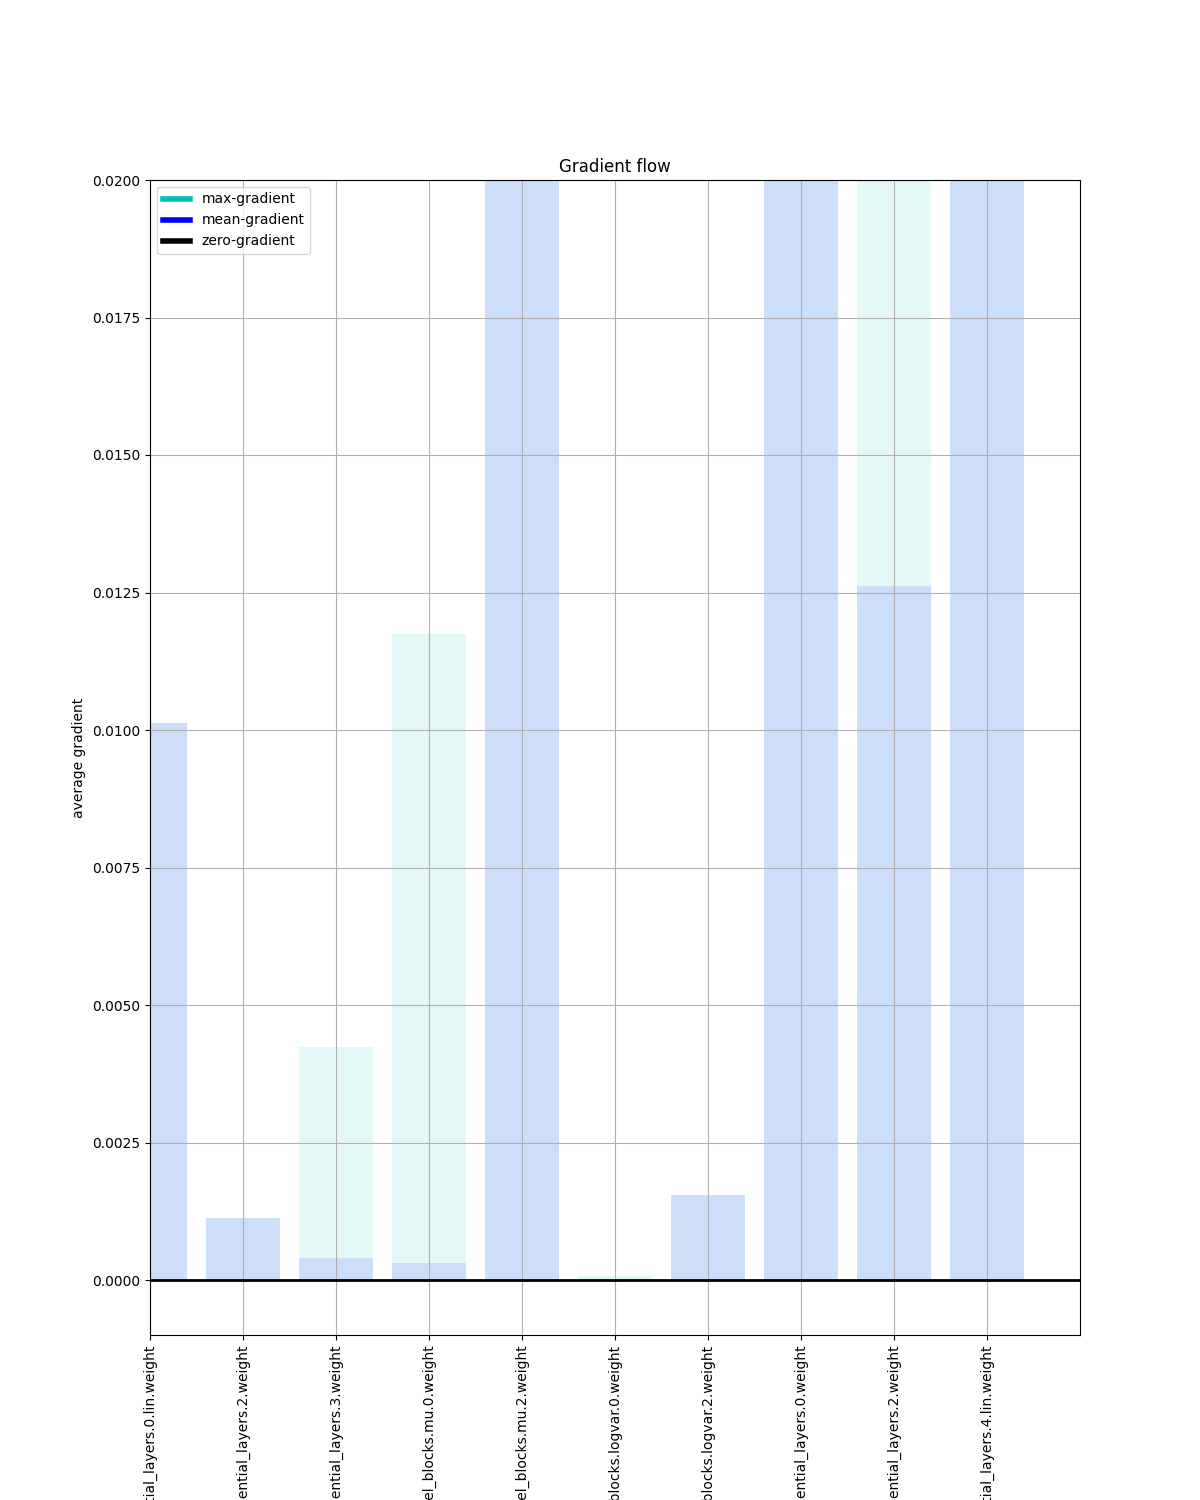 Gradient flow
max-gradient
mean-gradient
zero-gradient
0.0200
0.0175
0.0150
0.0125
0.0100
0.0075
0.0050
0.0025
0.0000
average gradient
tial_layers.0.lin.weight
ential_layers.2.weight
ential_layers.3.weight
el_blocks.mu.0.weight
el_blocks.mu.2.weight
blocks.logvar.0.weight
blocks.logvar.2.weight
ential_layers.0.weight
ential_layers.2.weight
tial_layers.4.lin.weight